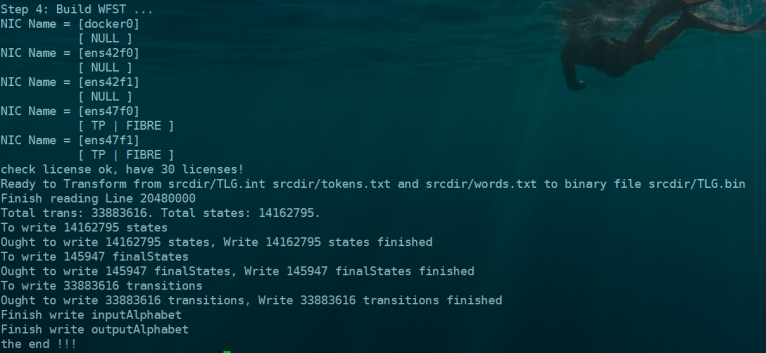 Step 4: Build WFST ...
NIC Name = [docker0]
           [ NULL ]
NIC Name = [ens42f0]
           [ NULL ]
NIC Name = [ens42f1]
           [ NULL ]
NIC Name = [ens47f0]
           [ TP | FIBRE ]
NIC Name = [ens47f1]
           [ TP | FIBRE ]
check license ok, have 30 licenses!
Ready to Transform from srcdir/TLG.int srcdir/tokens.txt and srcdir/words.txt to binary file srcdir/TLG.bin
Finish reading Line 20480000
Total trans: 33883616. Total states: 14162795.
To write 14162795 states
Ought to write 14162795 states, Write 14162795 states finished
To write 145947 finalStates
Ought to write 145947 finalStates, Write 145947 finalStates finished
To write 33883616 transitions
Ought to write 33883616 transitions, Write 33883616 transitions finished
Finish write inputAlphabet
Finish write outputAlphabet
the end !!!